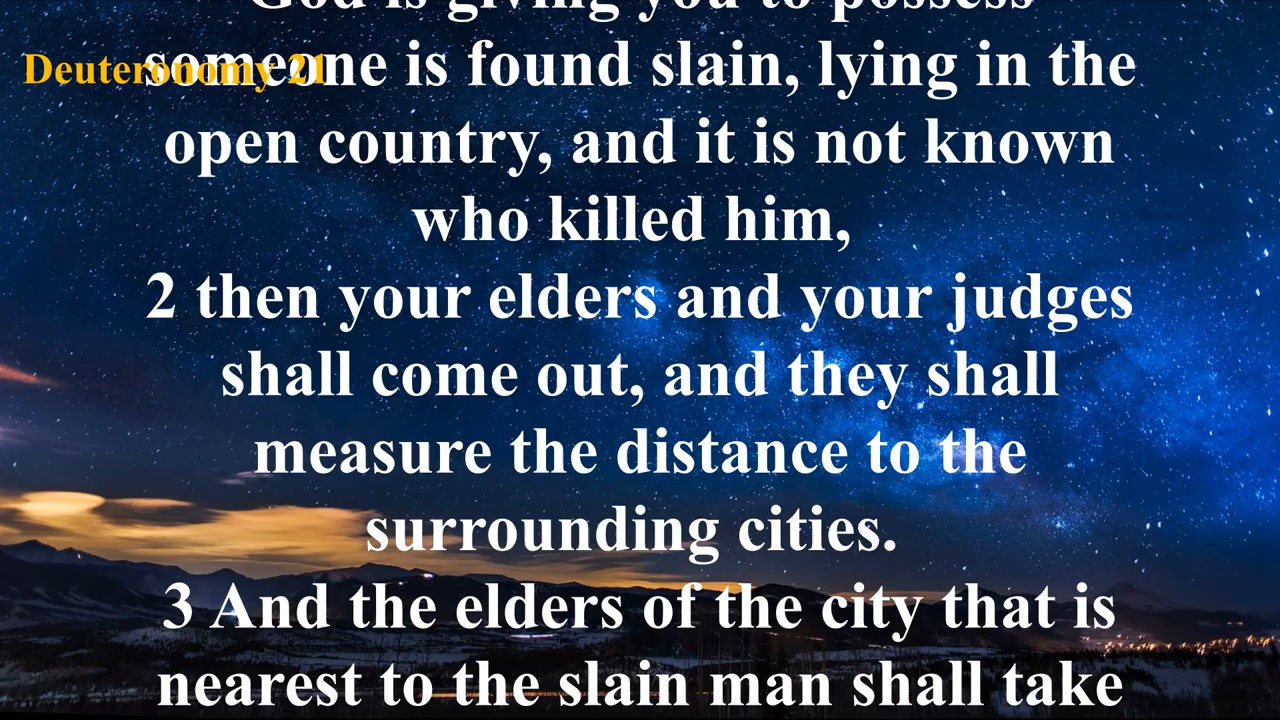 God is giving you to possess
Deuteronomy 21
someone is found slain, lying in the
open country, and it is not known
who killed him,
2 then your elders and your judges
shall come out, and they shall
measure the distance to the
surrounding cities.
3 And the elders of the city that is
nearest to the slain man shall take